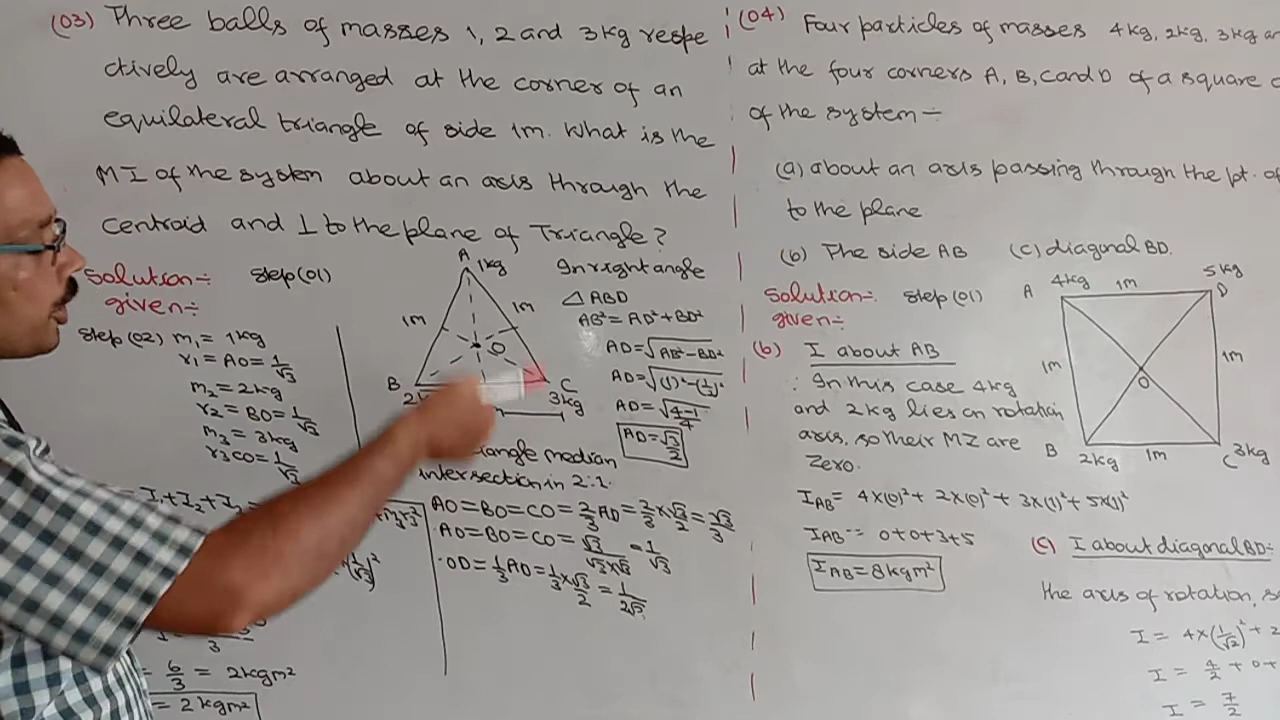 (03) Three balls of masses 1, 2 and 3kg respe
ctively are arranged at the corner of an
equilateral triangle of side 1m. What is the
MI of the system about an axis through the
centroid and ⊥ to the plane of Triangle?
Solution÷ Step(01)
given÷
Step(02) m₁= 1kg
r₁ = AO = 1/√3
m₂ = 2kg
r₂ = BO = 1/√3
m₃ = 3kg
r₃ CO = 1/√3
= I₁+I₂+I₃
(1/√3)²
3
= 6/3 = 2kgm²
= 2kgm²
A 1kg
1m 1m
O
B C
3kg
In right angle
△ ABD
AB² = AD² + BD²
AD = √AB²-BD²
AD = √(1)²-(1/2)²
AD = √4-1/4
AD = √3/2
angle median
intersection in 2:1.
AO = BO = CO = 2/3 AD = 2/3 × √3/2 = √3/3
AO = BO = CO = √3/√3×√3 = 1/√3
OD = 1/3 AD = 1/3 × √3/2 = 1/2√3
(04) Four particles of masses 4kg, 2kg, 3kg
at the four corners A, B, C and D of a square
of the system÷
(a) about an axis passing through the pt. of
to the plane
(b) The side AB (c) diagonal BD.
Solution÷ Step(01)
given÷
(b) I about AB
: In this case 4kg
and 2kg lies on rotation
axis, so their MI are
Zero.
I_AB = 4×(0)² + 2×(0)² + 3×(1)² + 5×(1)²
I_AB = 0+0+3+5
I_AB = 8kgm²
A 4kg 1m 5kg D
1m 1m
O
B 2kg 1m C 3kg
(c) I about diagonal BD=
the axis of rotation,
I = 4×(1/√2)² + 2
I = 4/2 + 0+
I = 7/2